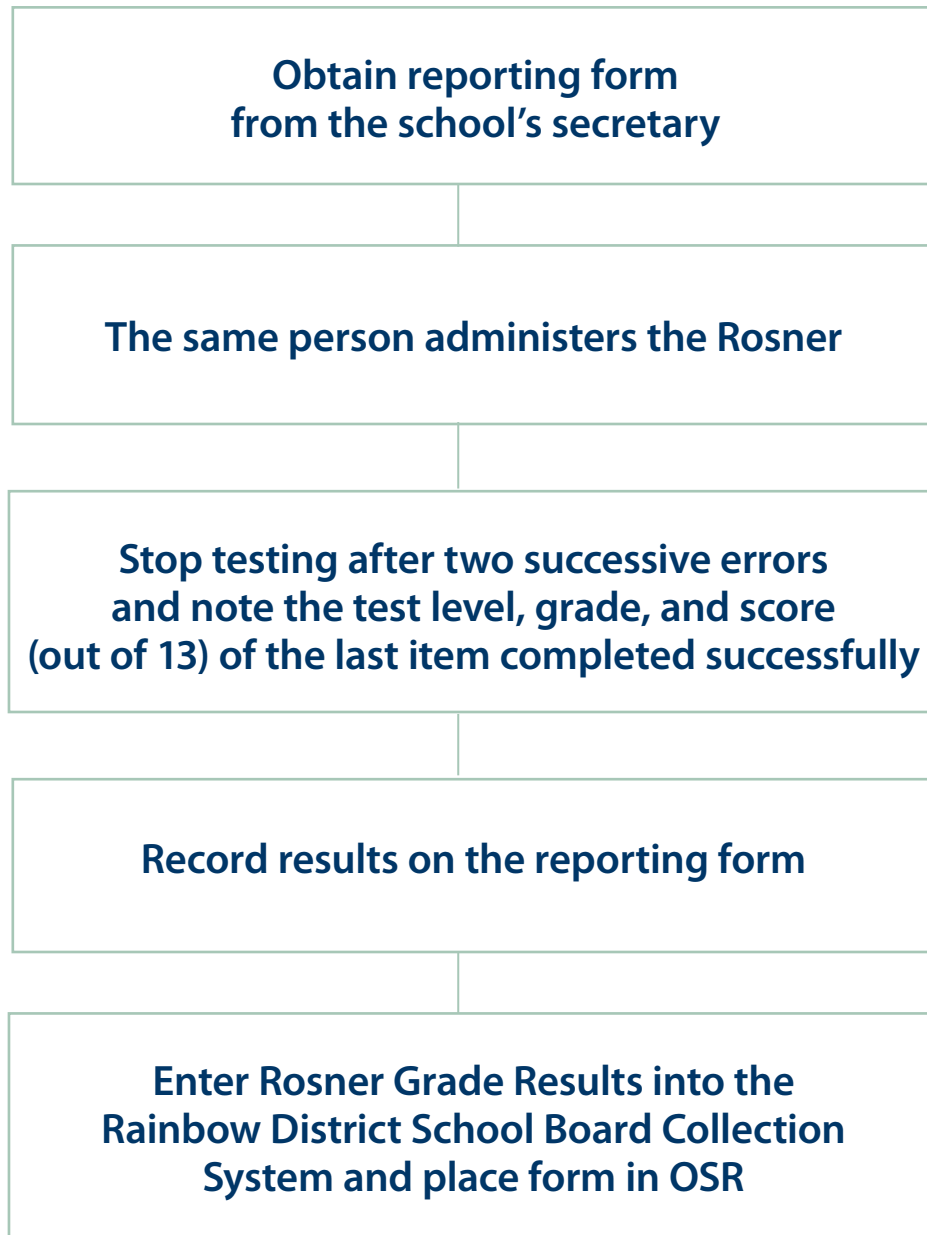 Obtain reporting form
from the school’s secretary
The same person administers the Rosner
Stop testing after two successive errors
and note the test level, grade, and score
(out of 13) of the last item completed successfully
Record results on the reporting form
Enter Rosner Grade Results into the
Rainbow District School Board Collection
System and place form in OSR